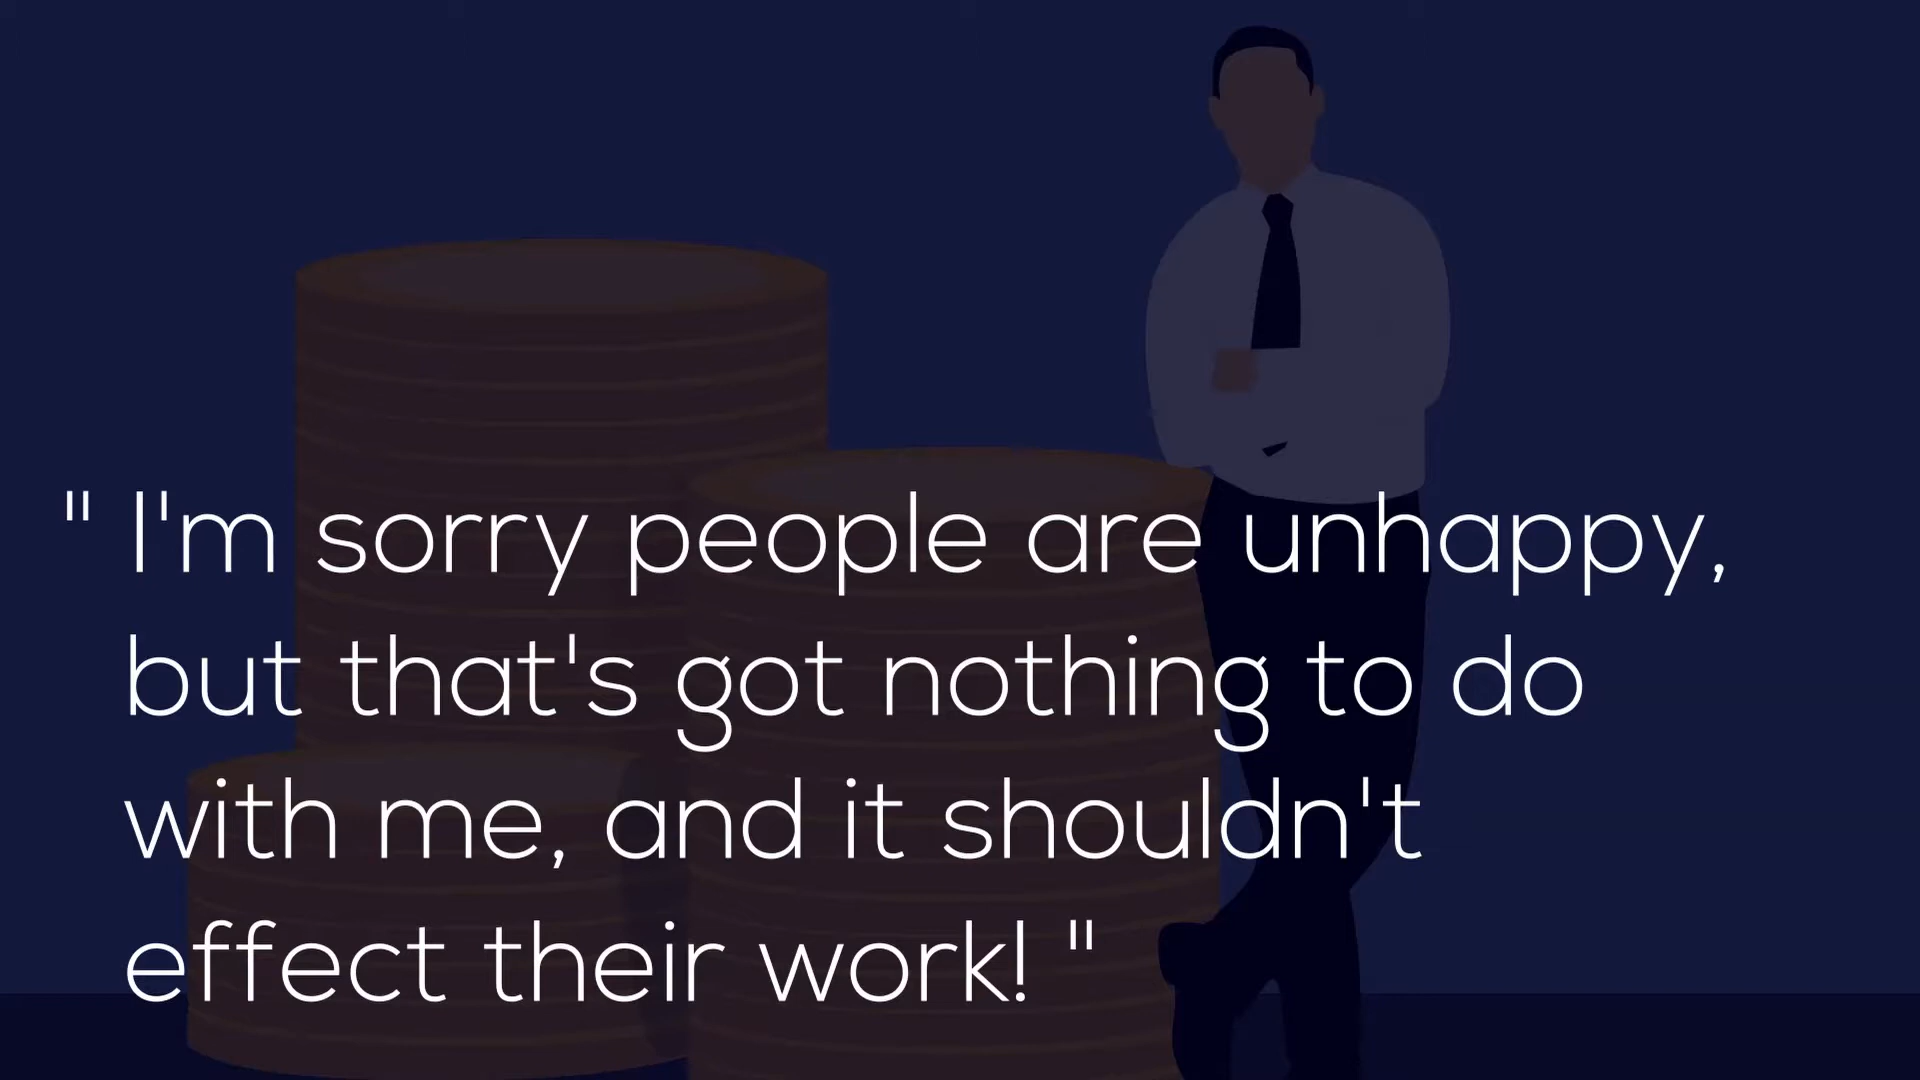 " I'm sorry people are unhappy,
but that's got nothing to do
with me, and it shouldn't
effect their work! "